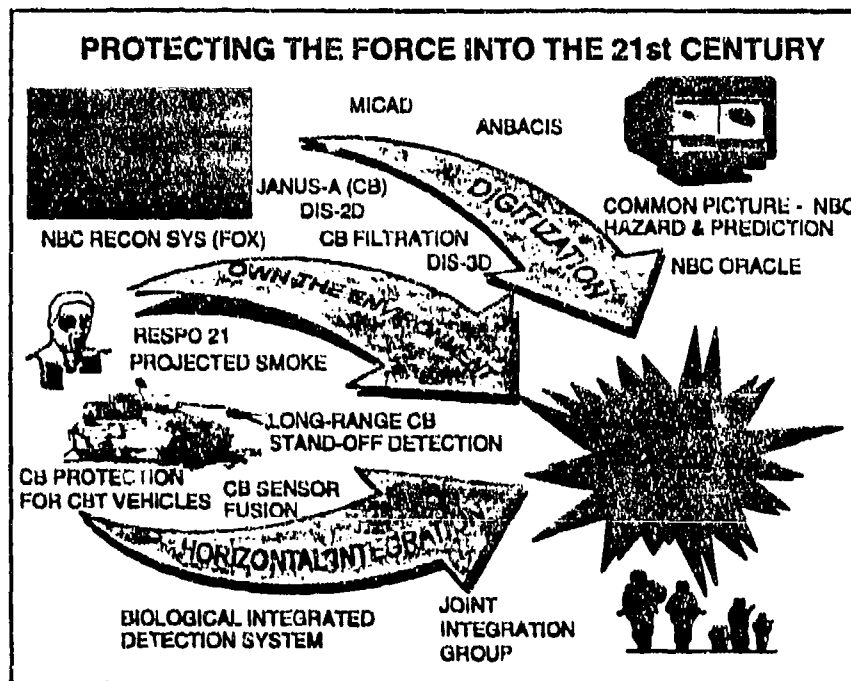 PROTECTING THE FORCE INTO THE 21st CENTURY
MICAD
ANBACIS
JANUS-A (CB)
DIS-2D
DIGITIZATION
COMMON PICTURE - NBC
HAZARD & PREDICTION
NBC RECON SYS (FOX)
CB FILTRATION
DIS-3D
NBC ORACLE
OWN THE
RESPO 21
PROJECTED SMOKE
LONG-RANGE CB
STAND-OFF DETECTION
CB PROTECTION
FOR CBT VEHICLES
CB SENSOR
FUSION
HORIZONTAL INTEGRATION
BIOLOGICAL INTEGRATED
DETECTION SYSTEM
JOINT
INTEGRATION
GROUP